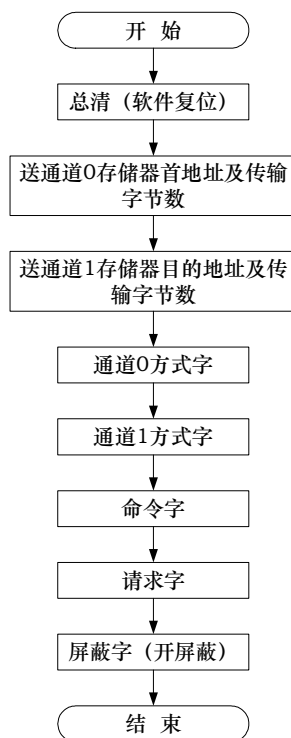 开 始
总清（软件复位）
送通道0存储器首地址及传输
字节数
送通道1存储器目的地址及传
输字节数
通道0方式字
通道1方式字
命令字
请求字
屏蔽字（开屏蔽）
结 束